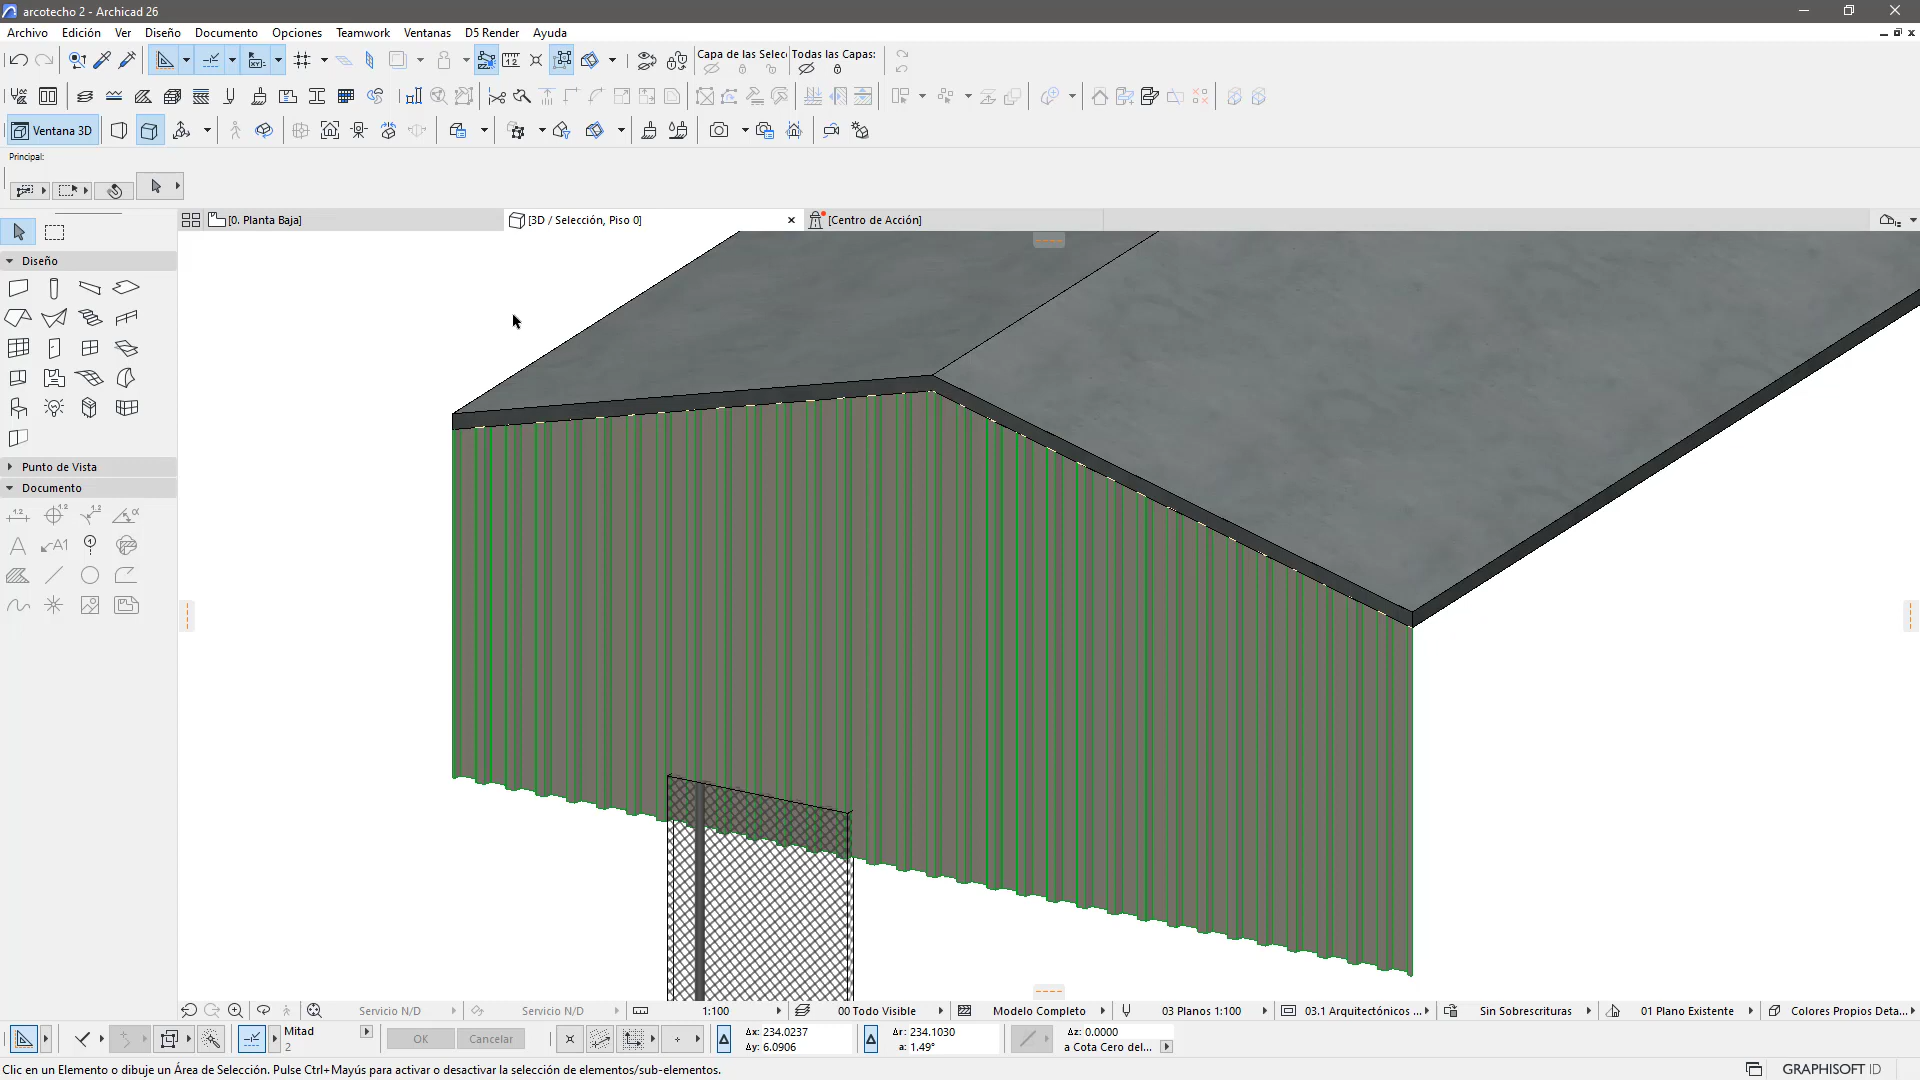 arcotecho 2 - Archicad 26
Archivo Edición Ver Diseño Documento Opciones Teamwork Ventanas D5 Render Ayuda
Capa de las Selec Todas las Capas:
Ventana 3D
Principal:
[0. Planta Baja] [3D / Selección, Piso 0] [Centro de Acción]
Diseño
Punto de Vista
Documento
Servicio N/D Servicio N/D 1:100 00 Todo Visible Modelo Completo 03 Planos 1:100 03.1 Arquitectónicos ... Sin Sobrescrituras 01 Plano Existente Colores Propios Deta...
Mitad
2
OK Cancelar
Δx: 234.0237
Δy: 6.0906
Δr: 234.1030
a: 1.49°
Δz: 0.0000
a Cota Cero del...
Clic en un Elemento o dibuje un Área de Selección. Pulse Ctrl+Mayús para activar o desactivar la selección de elementos/sub-elementos.
GRAPHISOFT ID